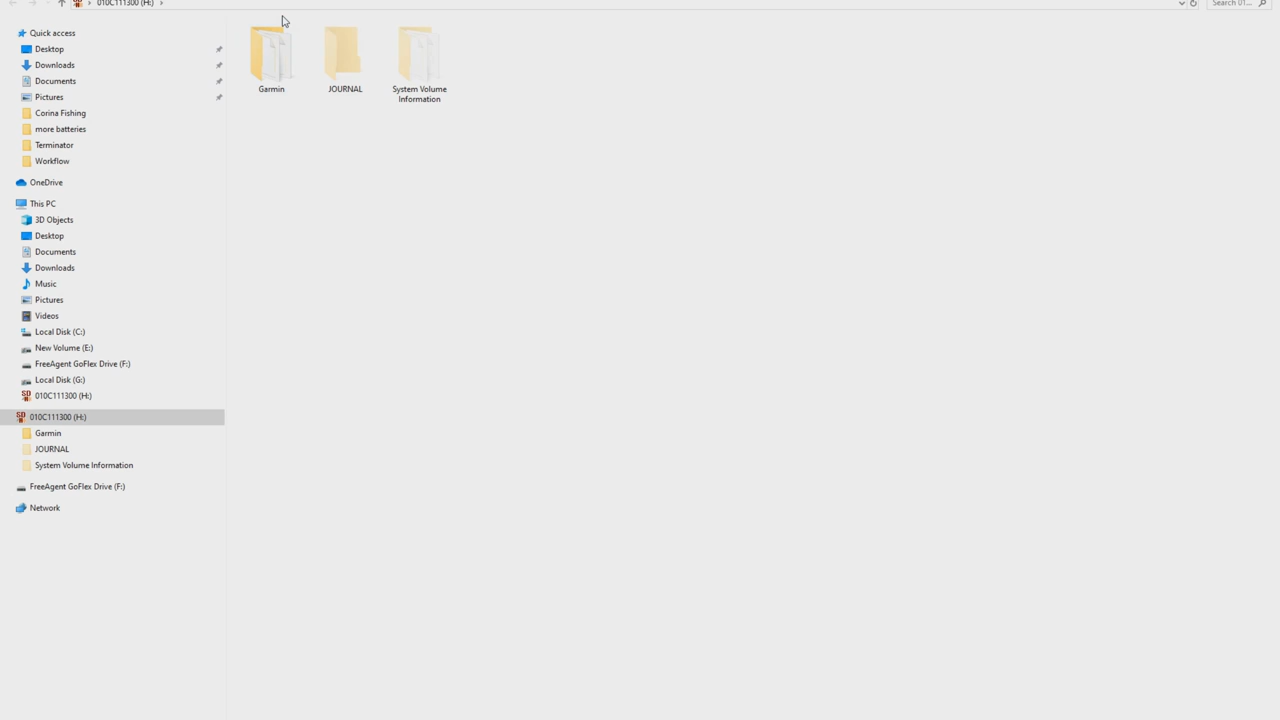 010C111300 (H:)
Search 01...
Quick access
Desktop
Downloads
Documents
Pictures
Corina Fishing
more batteries
Terminator
Workflow
OneDrive
This PC
3D Objects
Desktop
Documents
Downloads
Music
Pictures
Videos
Local Disk (C:)
New Volume (E:)
FreeAgent GoFlex Drive (F:)
Local Disk (G:)
010C111300 (H:)
010C111300 (H:)
Garmin
JOURNAL
System Volume Information
FreeAgent GoFlex Drive (F:)
Network
Garmin
JOURNAL
System Volume
Information